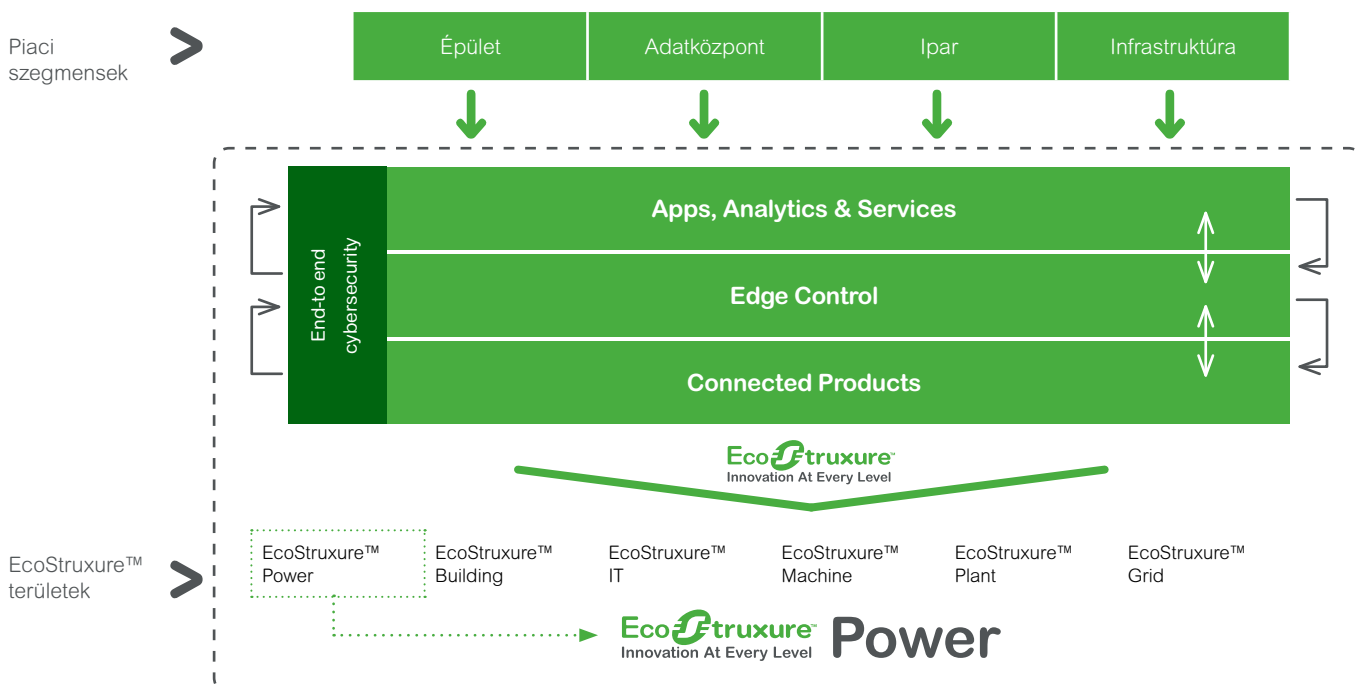 Piaci
szegmensek
Épület
Adatközpont
Ipar
Infrastruktúra
End-to end
cybersecurity
Apps, Analytics & Services
Edge Control
Connected Products
EcoStruxure™
Innovation At Every Level
EcoStruxure™
területek
EcoStruxure™
Power
EcoStruxure™
Building
EcoStruxure™
IT
EcoStruxure™
Machine
EcoStruxure™
Plant
EcoStruxure™
Grid
EcoStruxure™
Innovation At Every Level
Power